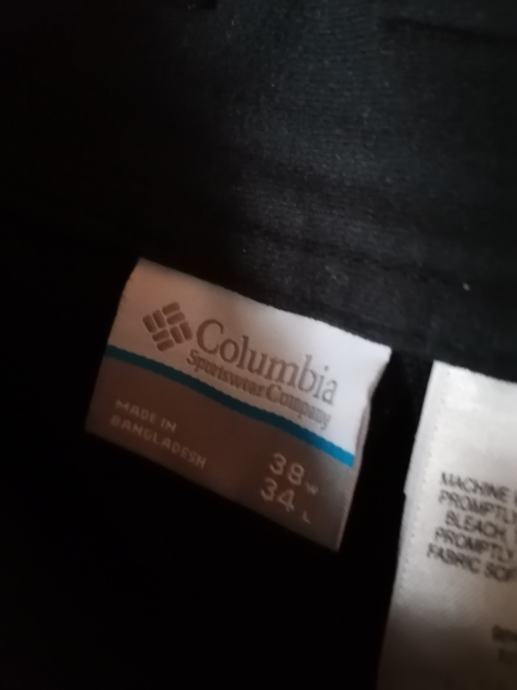 Columbia
Sportswear Company
MADE IN
BANGLADESH
38 W
34 L
MACHINE
PROMPTLY
BLEACH,
PROMPTLY
FABRIC SOF